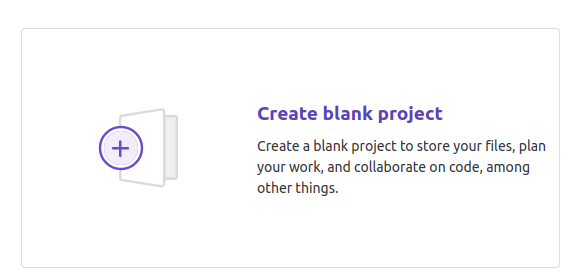 Create blank project
Create a blank project to store your files, plan
your work, and collaborate on code, among
other things.